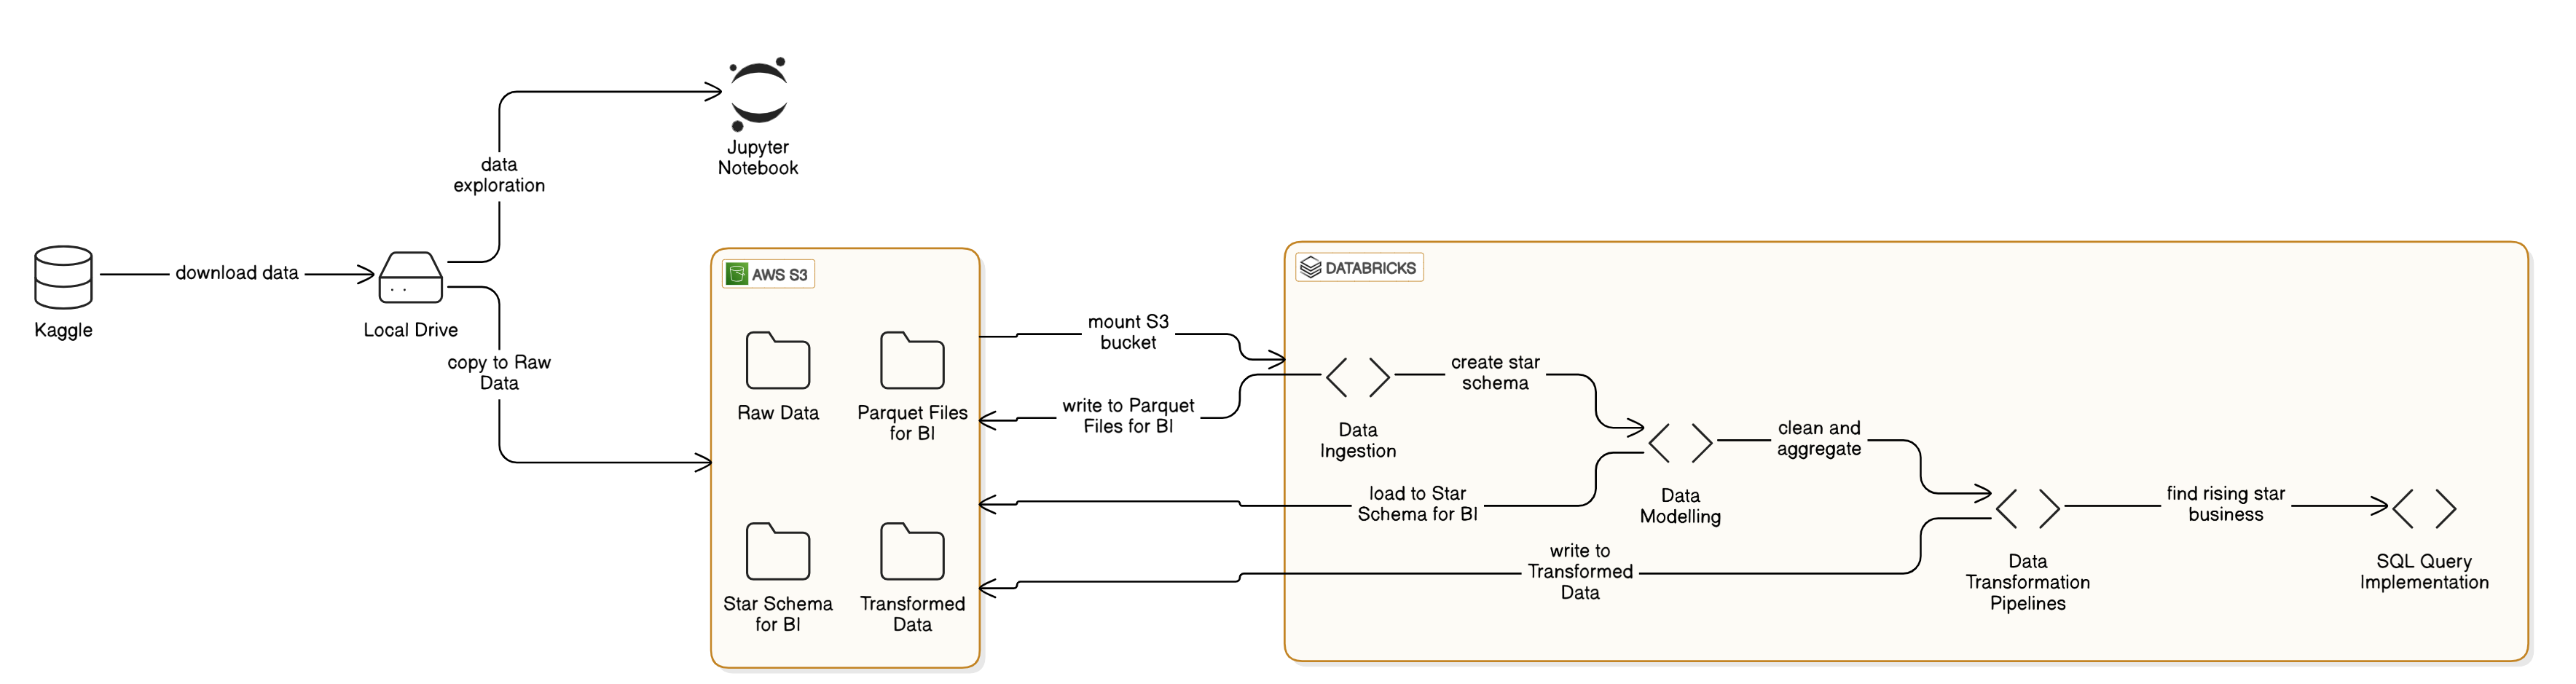 Jupyter
Notebook
data
exploration
Kaggle
download data
Local Drive
copy to Raw
Data
AWS S3
Raw Data
Parquet Files
for BI
Star Schema
for BI
Transformed
Data
mount S3
bucket
write to Parquet
Files for BI
load to Star
Schema for BI
write to
Transformed
Data
DATABRICKS
Data
Ingestion
create star
schema
Data
Modelling
clean and
aggregate
Data
Transformation
Pipelines
find rising star
business
SQL Query
Implementation